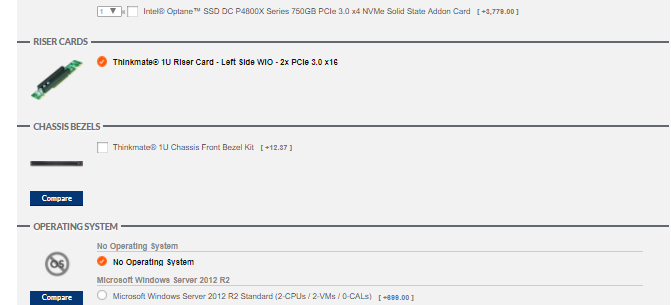 1 x Intel® Optane™ SSD DC P4800X Series 750GB PCIe 3.0 x4 NVMe Solid State Addon Card [ +3,779.00 ]
RISER CARDS
Thinkmate® 1U Riser Card - Left Side WIO - 2x PCIe 3.0 x16
CHASSIS BEZELS
Thinkmate® 1U Chassis Front Bezel Kit [ +12.37 ]
Compare
OPERATING SYSTEM
No Operating System
OS
No Operating System
Microsoft Windows Server 2012 R2
Compare
Microsoft Windows Server 2012 R2 Standard (2-CPUs / 2-VMs / 0-CALs) [ +699.00 ]